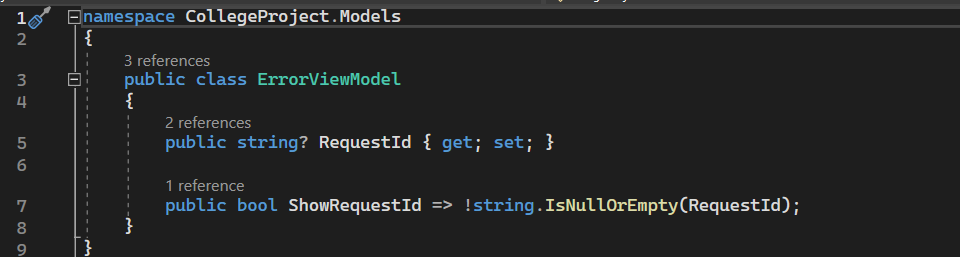 1 namespace CollegeProject.Models
2 {
3 references
3 public class ErrorViewModel
4 {
2 references
5 public string? RequestId { get; set; }
6
1 reference
7 public bool ShowRequestId => !string.IsNullOrEmpty(RequestId);
8 }
9 }